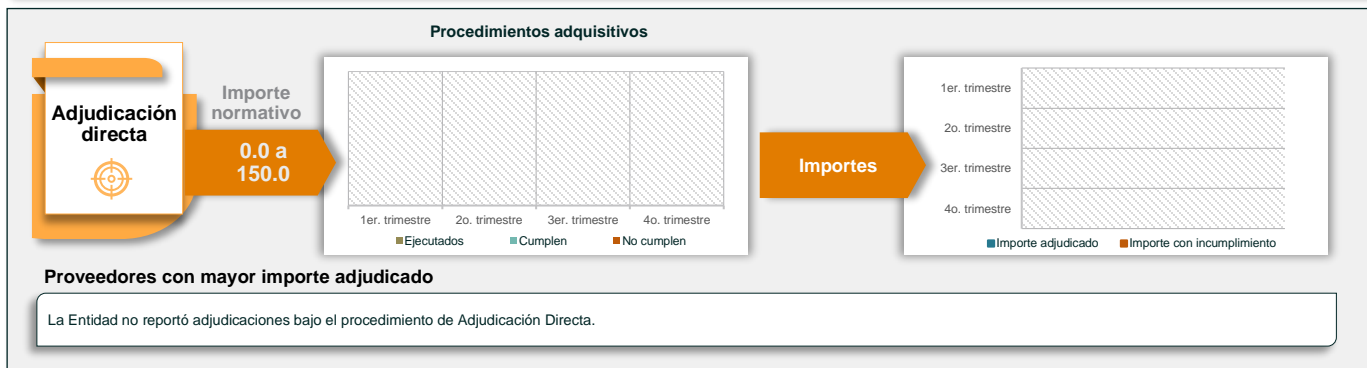 Procedimientos adquisitivos
Adjudicación
directa
Importe
normativo
0.0 a
150.0
1er. trimestre 2o. trimestre 3er. trimestre 4o. trimestre
Ejecutados Cumplen No cumplen
Importes
1er. trimestre
2o. trimestre
3er. trimestre
4o. trimestre
Importe adjudicado Importe con incumplimiento
Proveedores con mayor importe adjudicado
La Entidad no reportó adjudicaciones bajo el procedimiento de Adjudicación Directa.